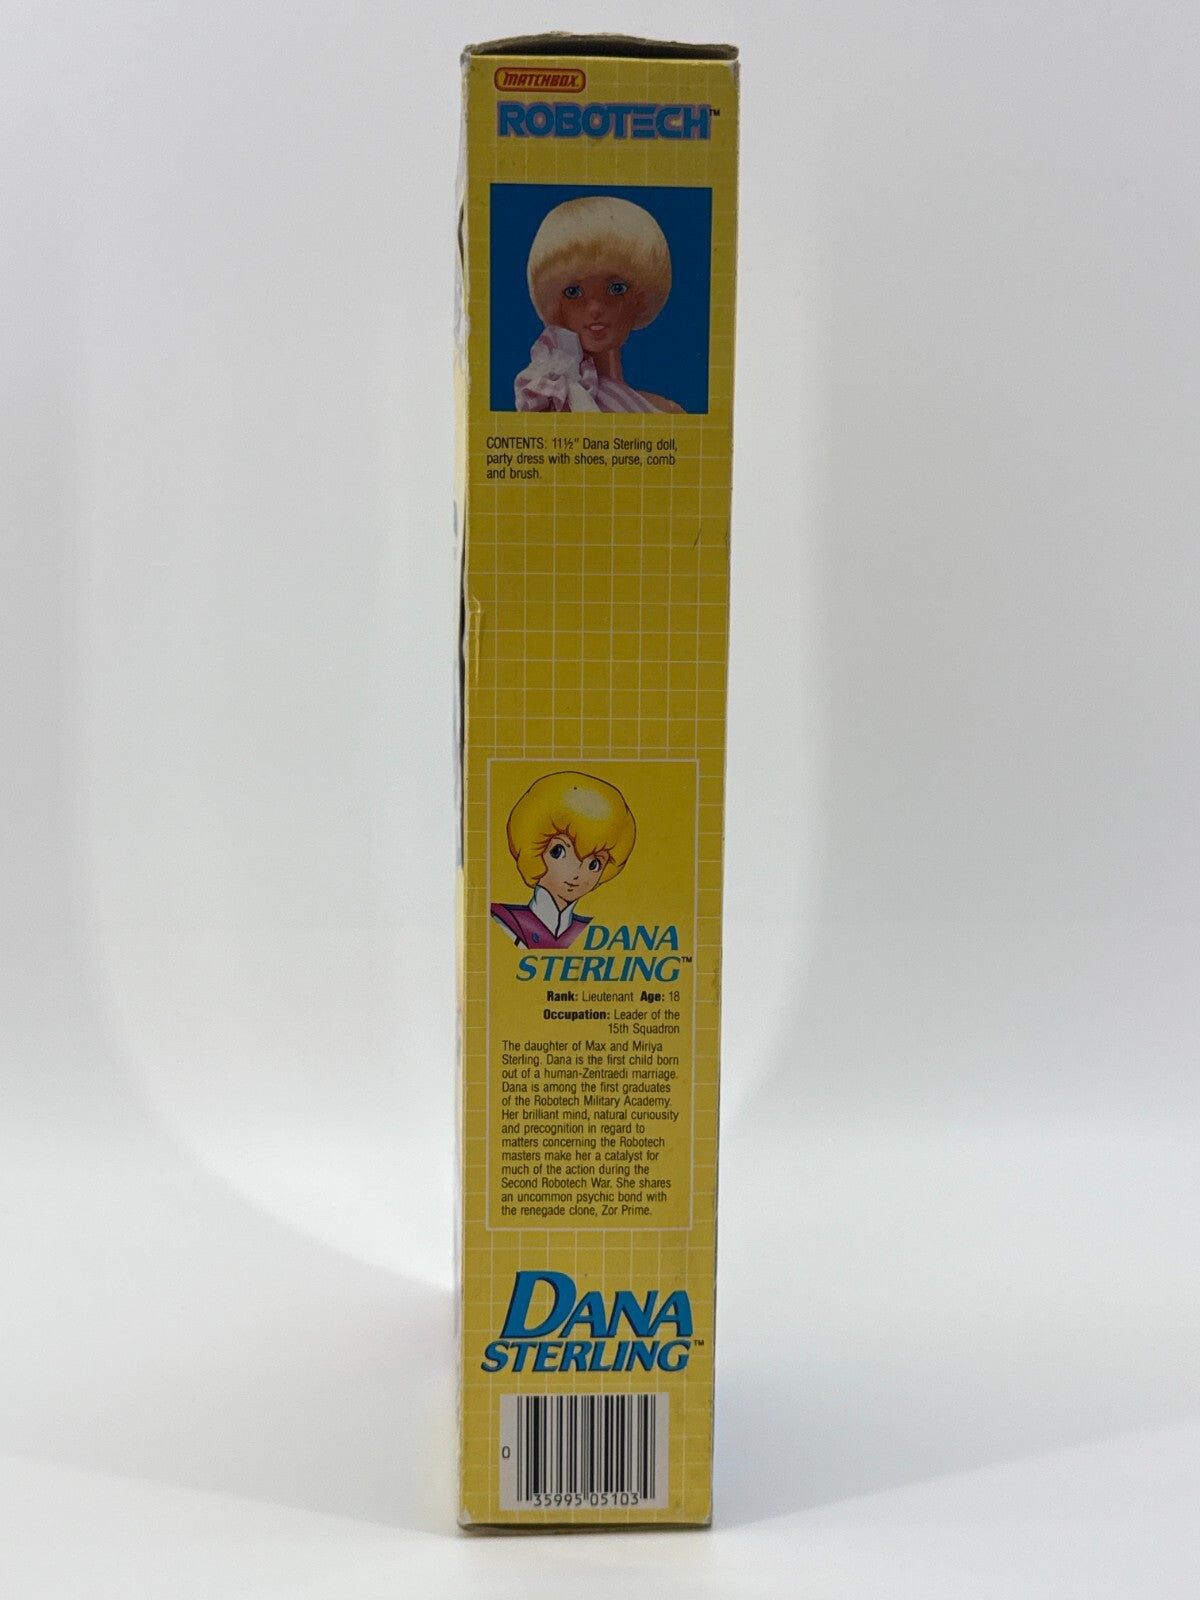 MATCHBOX
ROBOTECH™
CONTENTS: 11½" Dana Sterling doll,
party dress with shoes, purse, comb
and brush.
DANA
STERLING™
Rank: Lieutenant Age: 18
Occupation: Leader of the
15th Squadron
The daughter of Max and Miriya
Sterling. Dana is the first child born
out of a human-Zentraedi marriage.
Dana is among the first graduates
of the Robotech Military Academy.
Her brilliant mind, natural curiousity
and precognition in regard to
matters concerning the Robotech
masters make her a catalyst for
much of the action during the
Second Robotech War. She shares
an uncommon psychic bond with
the renegade clone, Zor Prime.
DANA
STERLING™
0 35995 05103